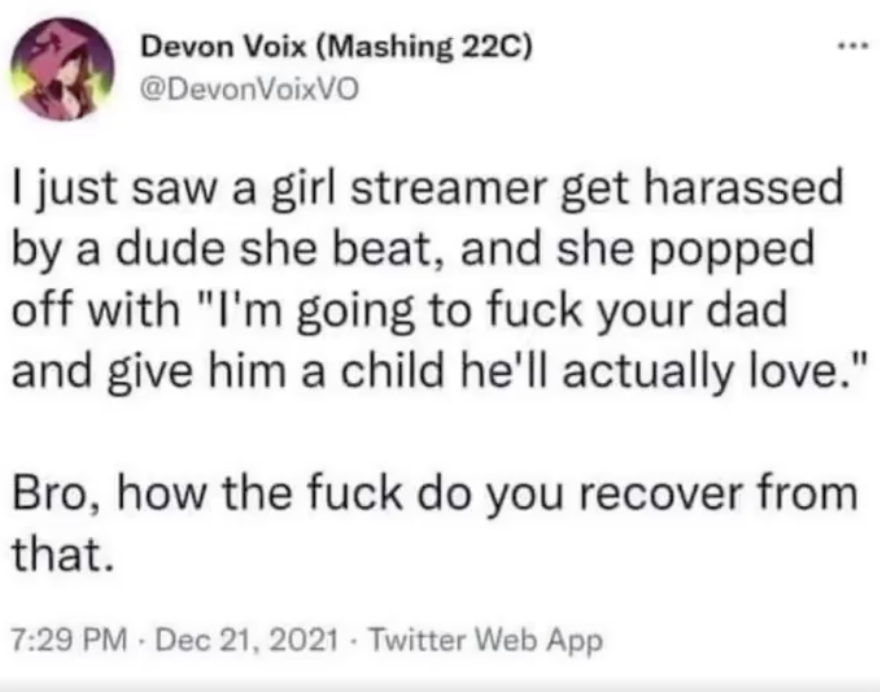 Devon Voix (Mashing 22C)
@DevonVoixVO
I just saw a girl streamer get harassed
by a dude she beat, and she popped
off with "I'm going to fuck your dad
and give him a child he'll actually love."
Bro, how the fuck do you recover from
that.
7:29 PM · Dec 21, 2021 · Twitter Web App